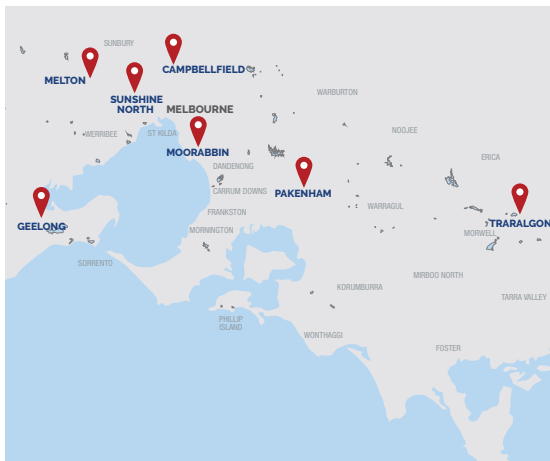 SUNBURY
CAMPBELLFIELD
MELTON
SUNSHINE
NORTH
MELBOURNE
WARBURTON
WERRIBEE
ST KILDA
NOOJEE
MOORABBIN
ERICA
DANDENONG
PAKENHAM
CARRUM DOWNS
WARRAGUL
FRANKSTON
TRARALGON
GEELONG
MORNINGTON
MORWELL
SORRENTO
MIRBOO NORTH
KORUMBURRA
TARRA VALLEY
PHILLIP
ISLAND
WONTHAGGI
FOSTER